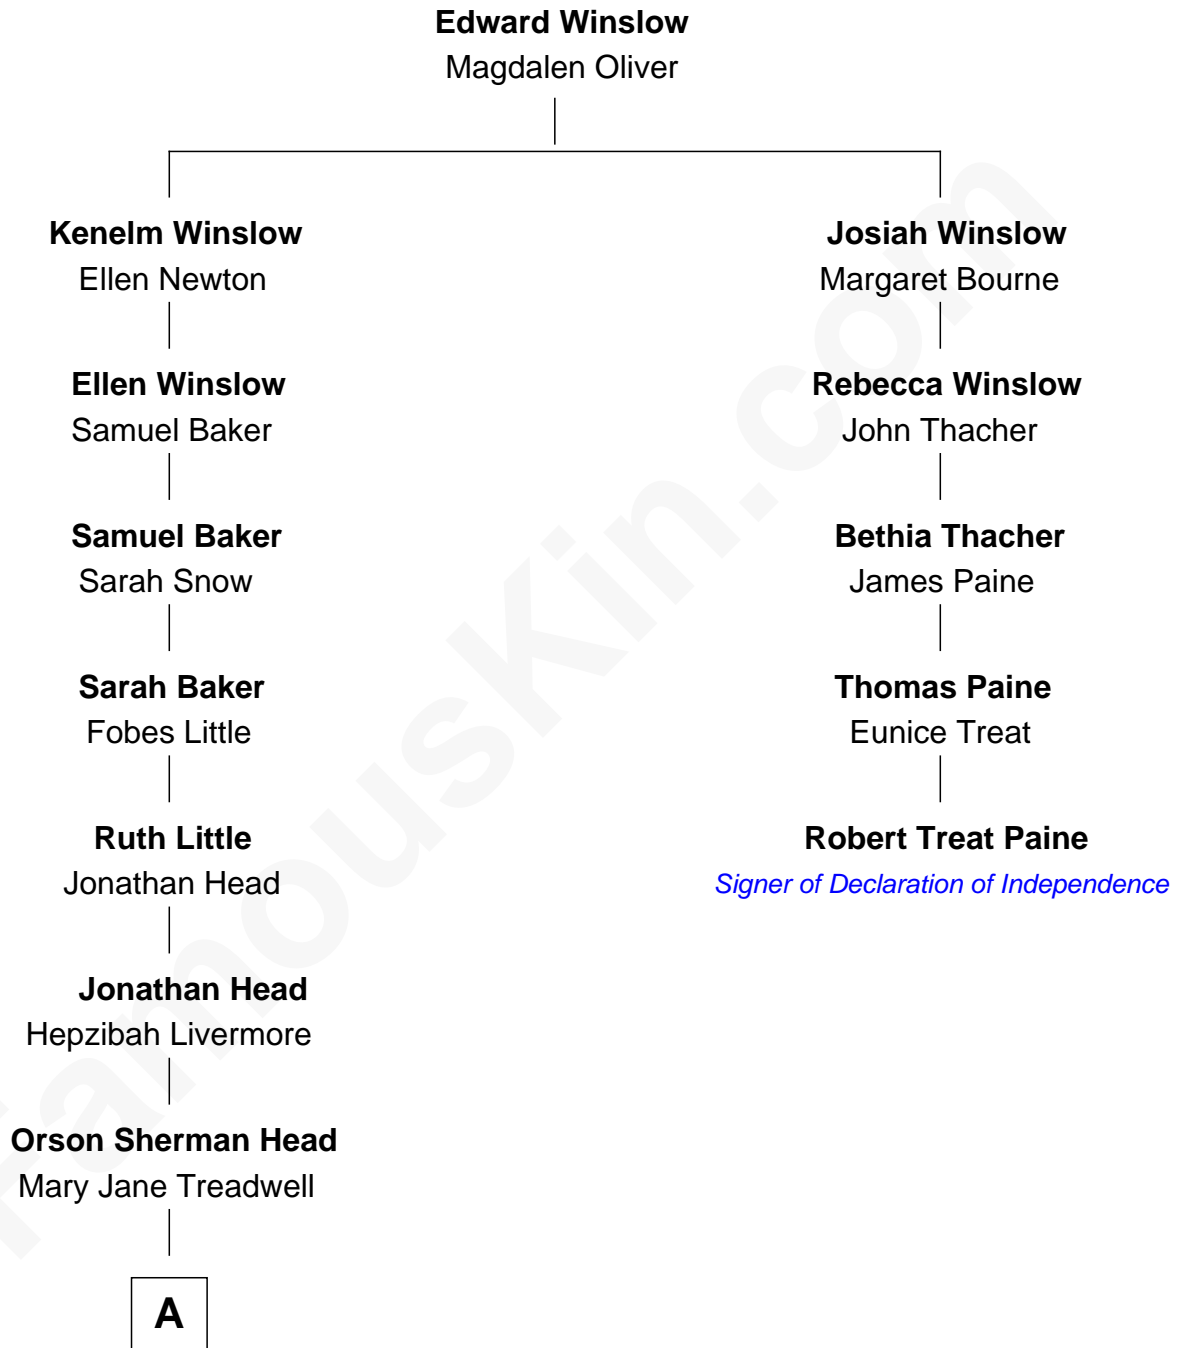 Edward Winslow
Magdalen Oliver
Kenelm Winslow
Ellen Newton
Ellen Winslow
Samuel Baker
Samuel Baker
Sarah Snow
Sarah Baker
Fobes Little
Ruth Little
Jonathan Head
Jonathan Head
Hepzibah Livermore
Orson Sherman Head
Mary Jane Treadwell
A
Josiah Winslow
Margaret Bourne
Rebecca Winslow
John Thacher
Bethia Thacher
James Paine
Thomas Paine
Eunice Treat
Robert Treat Paine
Signer of Declaration of Independence
FamousKin.com